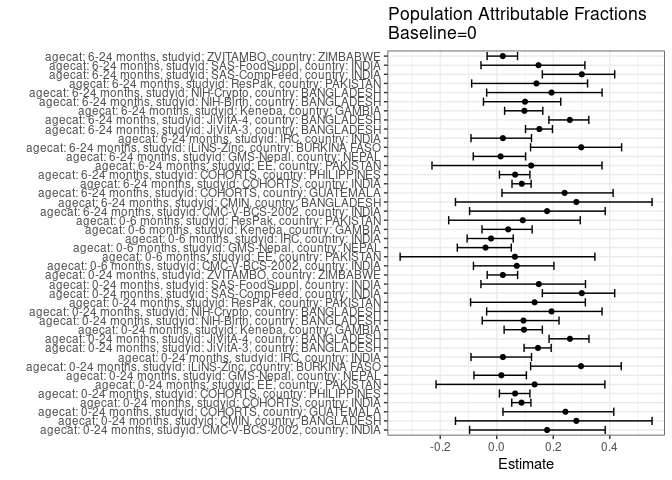 Population Attributable Fractions
Baseline=0
agecat: 6-24 months, studyid: ZVITAMBO, country: ZIMBABWE
agecat: 6-24 months, studyid: SAS-FoodSuppl, country: INDIA
agecat: 6-24 months, studyid: SAS-CompFeed, country: INDIA
agecat: 6-24 months, studyid: ResPak, country: PAKISTAN
agecat: 6-24 months, studyid: NIH-Crypto, country: BANGLADESH
agecat: 6-24 months, studyid: NIH-Birth, country: BANGLADESH
agecat: 6-24 months, studyid: Keneba, country: GAMBIA
agecat: 6-24 months, studyid: JiVitA-4, country: BANGLADESH
agecat: 6-24 months, studyid: JiVitA-3, country: BANGLADESH
agecat: 6-24 months, studyid: IRC, country: INDIA
agecat: 6-24 months, studyid: iLiNS-Zinc, country: BURKINA FASO
agecat: 6-24 months, studyid: GMS-Nepal, country: NEPAL
agecat: 6-24 months, studyid: EE, country: PAKISTAN
agecat: 6-24 months, studyid: COHORTS, country: PHILIPPINES
agecat: 6-24 months, studyid: COHORTS, country: INDIA
agecat: 6-24 months, studyid: COHORTS, country: GUATEMALA
agecat: 6-24 months, studyid: CMIN, country: BANGLADESH
agecat: 6-24 months, studyid: CMC-V-BCS-2002, country: INDIA
agecat: 0-6 months, studyid: ResPak, country: PAKISTAN
agecat: 0-6 months, studyid: Keneba, country: GAMBIA
agecat: 0-6 months, studyid: IRC, country: INDIA
agecat: 0-6 months, studyid: GMS-Nepal, country: NEPAL
agecat: 0-6 months, studyid: EE, country: PAKISTAN
agecat: 0-6 months, studyid: CMC-V-BCS-2002, country: INDIA
agecat: 0-24 months, studyid: ZVITAMBO, country: ZIMBABWE
agecat: 0-24 months, studyid: SAS-FoodSuppl, country: INDIA
agecat: 0-24 months, studyid: SAS-CompFeed, country: INDIA
agecat: 0-24 months, studyid: ResPak, country: PAKISTAN
agecat: 0-24 months, studyid: NIH-Crypto, country: BANGLADESH
agecat: 0-24 months, studyid: NIH-Birth, country: BANGLADESH
agecat: 0-24 months, studyid: Keneba, country: GAMBIA
agecat: 0-24 months, studyid: JiVitA-4, country: BANGLADESH
agecat: 0-24 months, studyid: JiVitA-3, country: BANGLADESH
agecat: 0-24 months, studyid: IRC, country: INDIA
agecat: 0-24 months, studyid: iLiNS-Zinc, country: BURKINA FASO
agecat: 0-24 months, studyid: GMS-Nepal, country: NEPAL
agecat: 0-24 months, studyid: EE, country: PAKISTAN
agecat: 0-24 months, studyid: COHORTS, country: PHILIPPINES
agecat: 0-24 months, studyid: COHORTS, country: INDIA
agecat: 0-24 months, studyid: COHORTS, country: GUATEMALA
agecat: 0-24 months, studyid: CMIN, country: BANGLADESH
agecat: 0-24 months, studyid: CMC-V-BCS-2002, country: INDIA
-0.2 0.0 0.2 0.4
Estimate